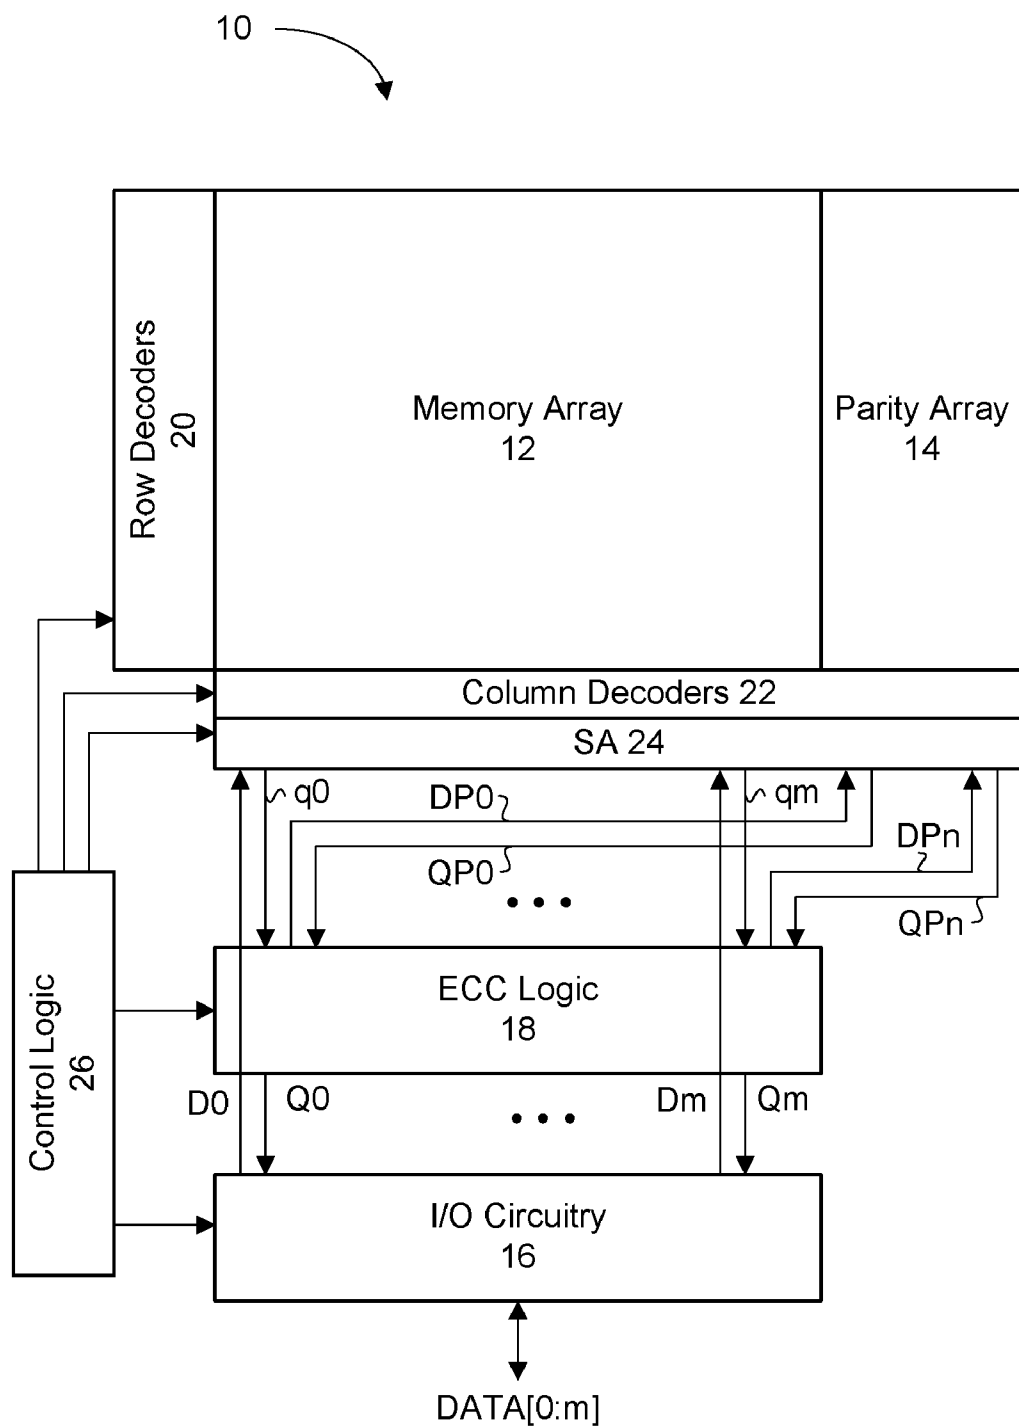 10
Row Decoders
20
Memory Array
12
Parity Array
14
Column Decoders 22
SA 24
q0
DP0
qm
QP0
DPn
QPn
ECC Logic
18
Control Logic
26
D0
Q0
Dm
Qm
I/O Circuitry
16
DATA[0:m]